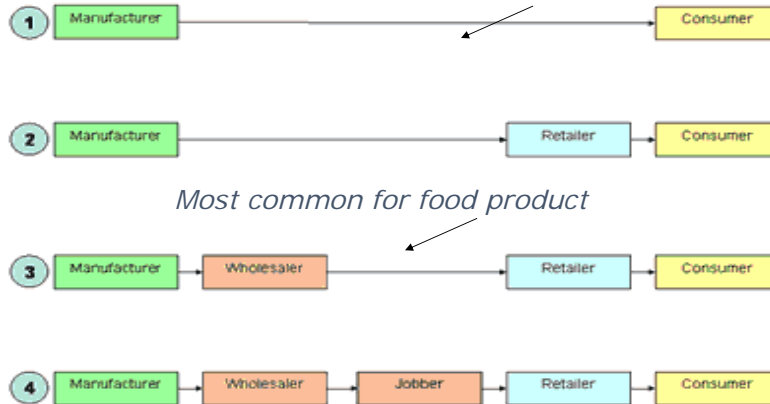 1 Manufacturer Consumer
2 Manufacturer Retailer Consumer
Most common for food product
3 Manufacturer Wholesaler Retailer Consumer
4 Manufacturer Wholesaler Jobber Retailer Consumer